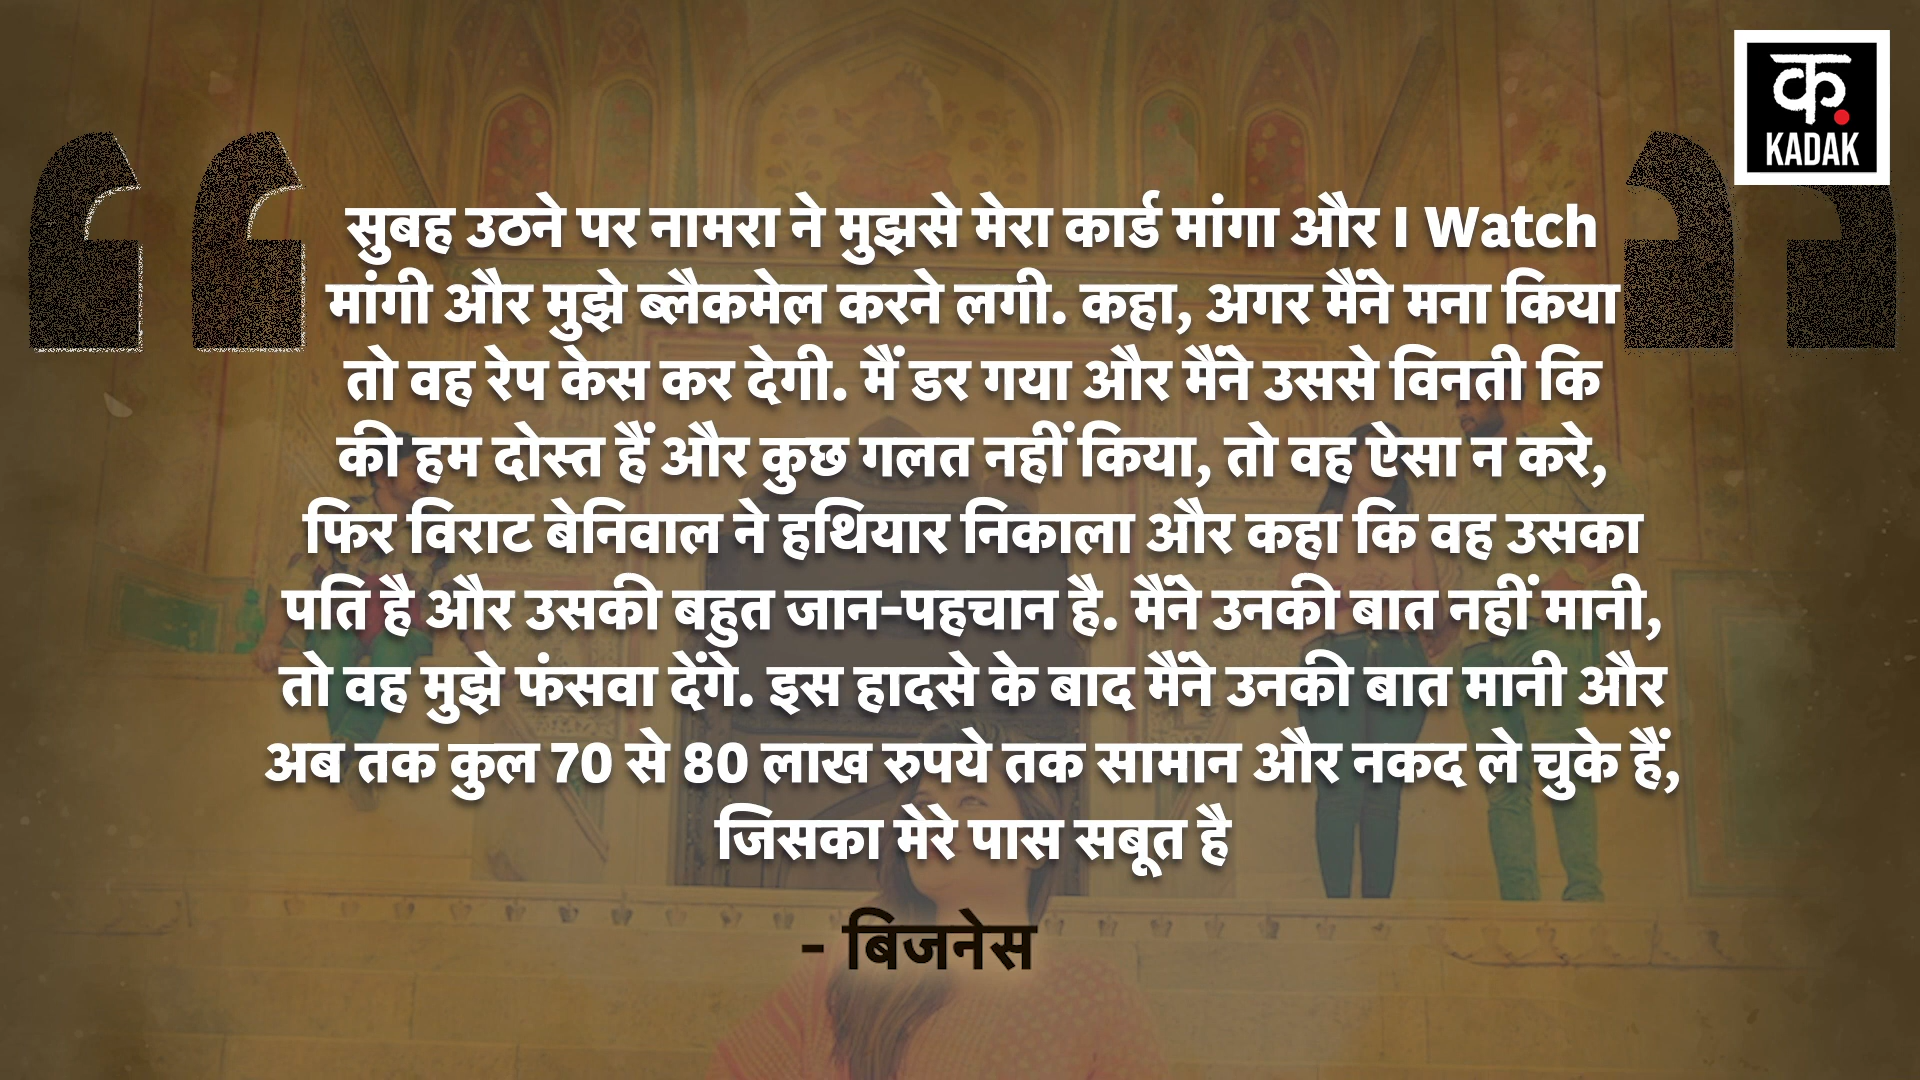 क
KADAK
सुबह उठने पर नामरा ने मुझसे मेरा कार्ड मांगा और I Watch
मांगी और मुझे ब्लैकमेल करने लगी. कहा, अगर मैंने मना किया
तो वह रेप केस कर देगी. मैं डर गया और मैंने उससे विनती कि
की हम दोस्त हैं और कुछ गलत नहीं किया, तो वह ऐसा न करे,
फिर विराट बेनिवाल ने हथियार निकाला और कहा कि वह उसका
पति है और उसकी बहुत जान-पहचान है. मैंने उनकी बात नहीं मानी,
तो वह मुझे फंसवा देंगे. इस हादसे के बाद मैंने उनकी बात मानी और
अब तक कुल 70 से 80 लाख रुपये तक सामान और नकद ले चुके हैं,
जिसका मेरे पास सबूत है
- बिजनेस